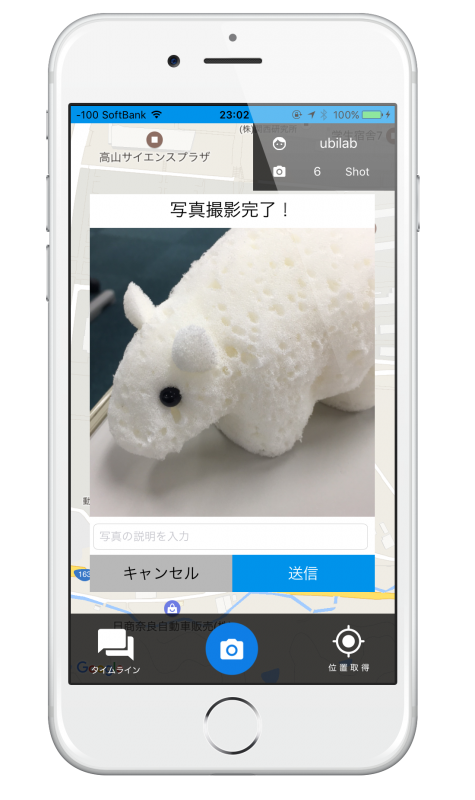 -100 SoftBank 23:02 100%
高山サイエンスプラザ
ubilab
6 Shot
写真撮影完了！
写真の説明を入力
キャンセル 送信
163
日商奈良自動車販売(株)
タイムライン
位置取得